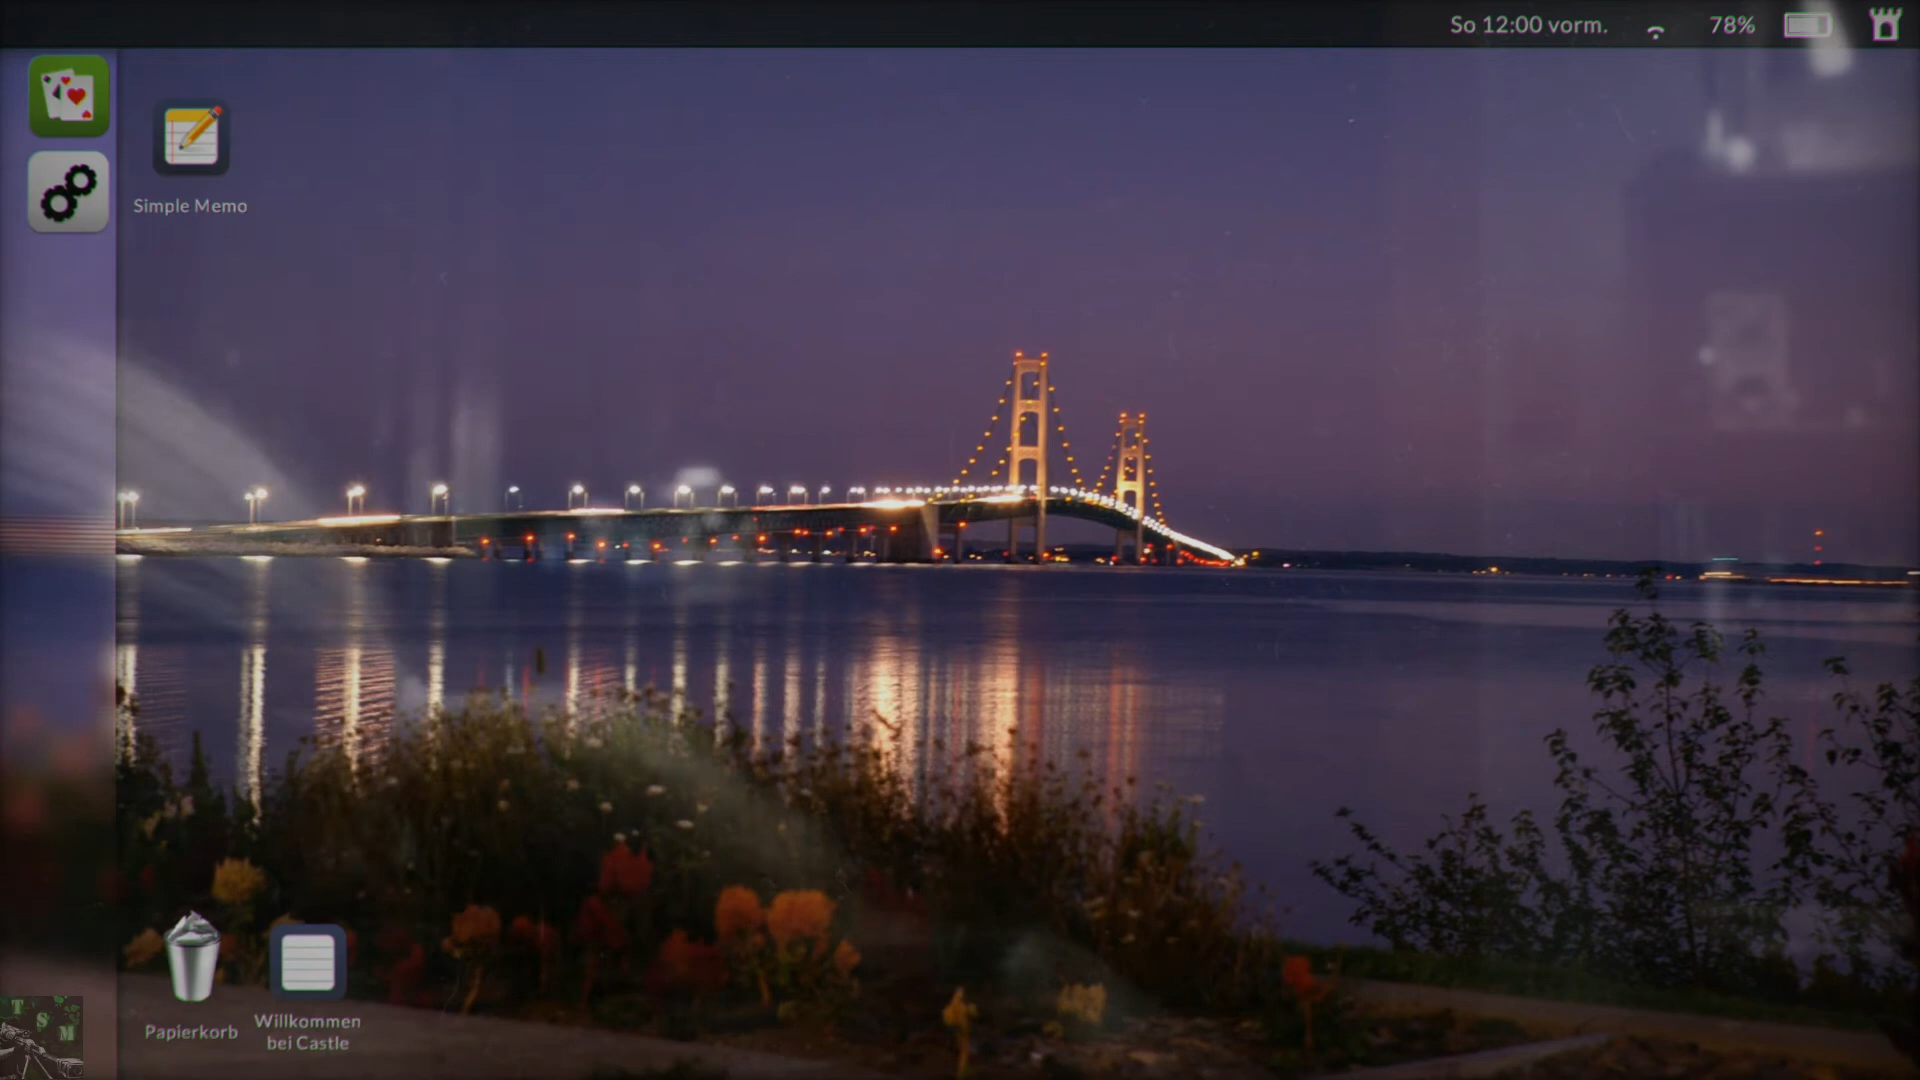 So 12:00 vorm.
78%
Simple Memo
Papierkorb
Willkommen
bei Castle
T
S
M